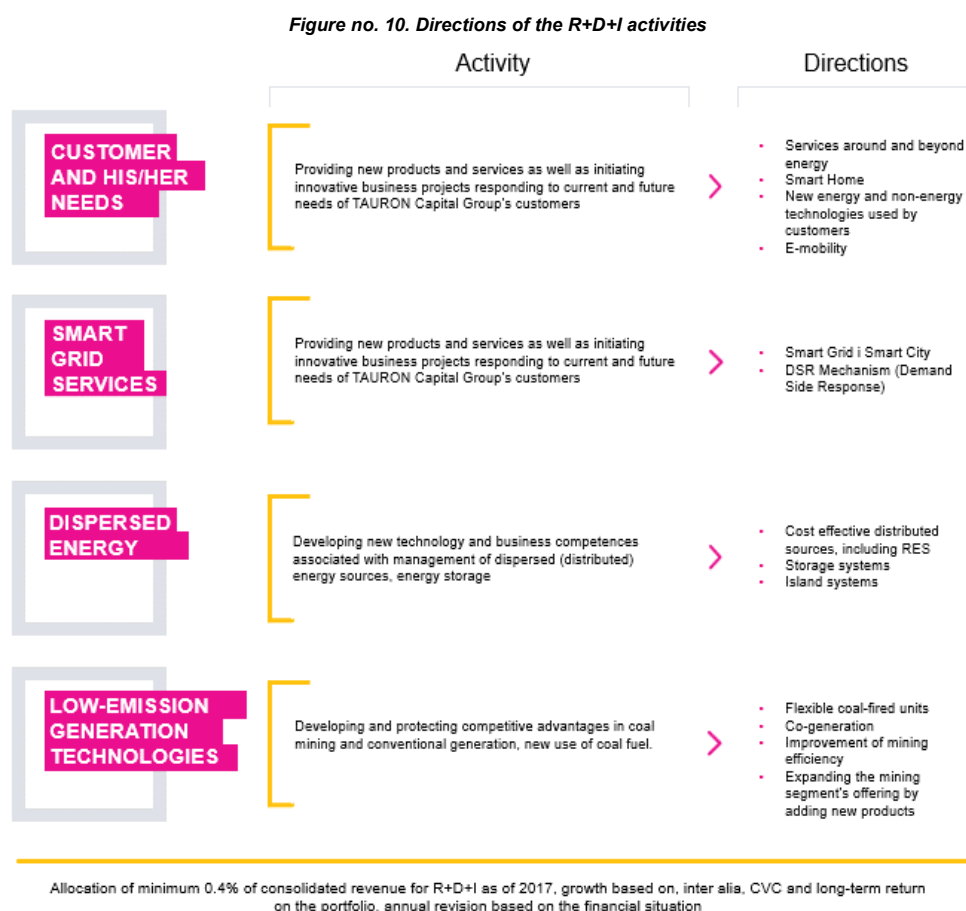 Figure no. 10. Directions of the R+D+I activities
Activity
Directions
CUSTOMER
AND HIS/HER
NEEDS
Providing new products and services as well as initiating
innovative business projects responding to current and future
needs of TAURON Capital Group's customers
▪ Services around and beyond
energy
▪ Smart Home
▪ New energy and non-energy
technologies used by
customers
▪ E-mobility
SMART
GRID
SERVICES
Providing new products and services as well as initiating
innovative business projects responding to current and future
needs of TAURON Capital Group's customers
▪ Smart Grid i Smart City
▪ DSR Mechanism (Demand
Side Response)
DISPERSED
ENERGY
Developing new technology and business competences
associated with management of dispersed (distributed)
energy sources, energy storage
▪ Cost effective distributed
sources, including RES
▪ Storage systems
▪ Island systems
LOW-EMISSION
GENERATION
TECHNOLOGIES
Developing and protecting competitive advantages in coal
mining and conventional generation, new use of coal fuel.
▪ Flexible coal-fired units
▪ Co-generation
▪ Improvement of mining
efficiency
▪ Expanding the mining
segment's offering by
adding new products
Allocation of minimum 0.4% of consolidated revenue for R+D+I as of 2017, growth based on, inter alia, CVC and long-term return
on the portfolio, annual revision based on the financial situation